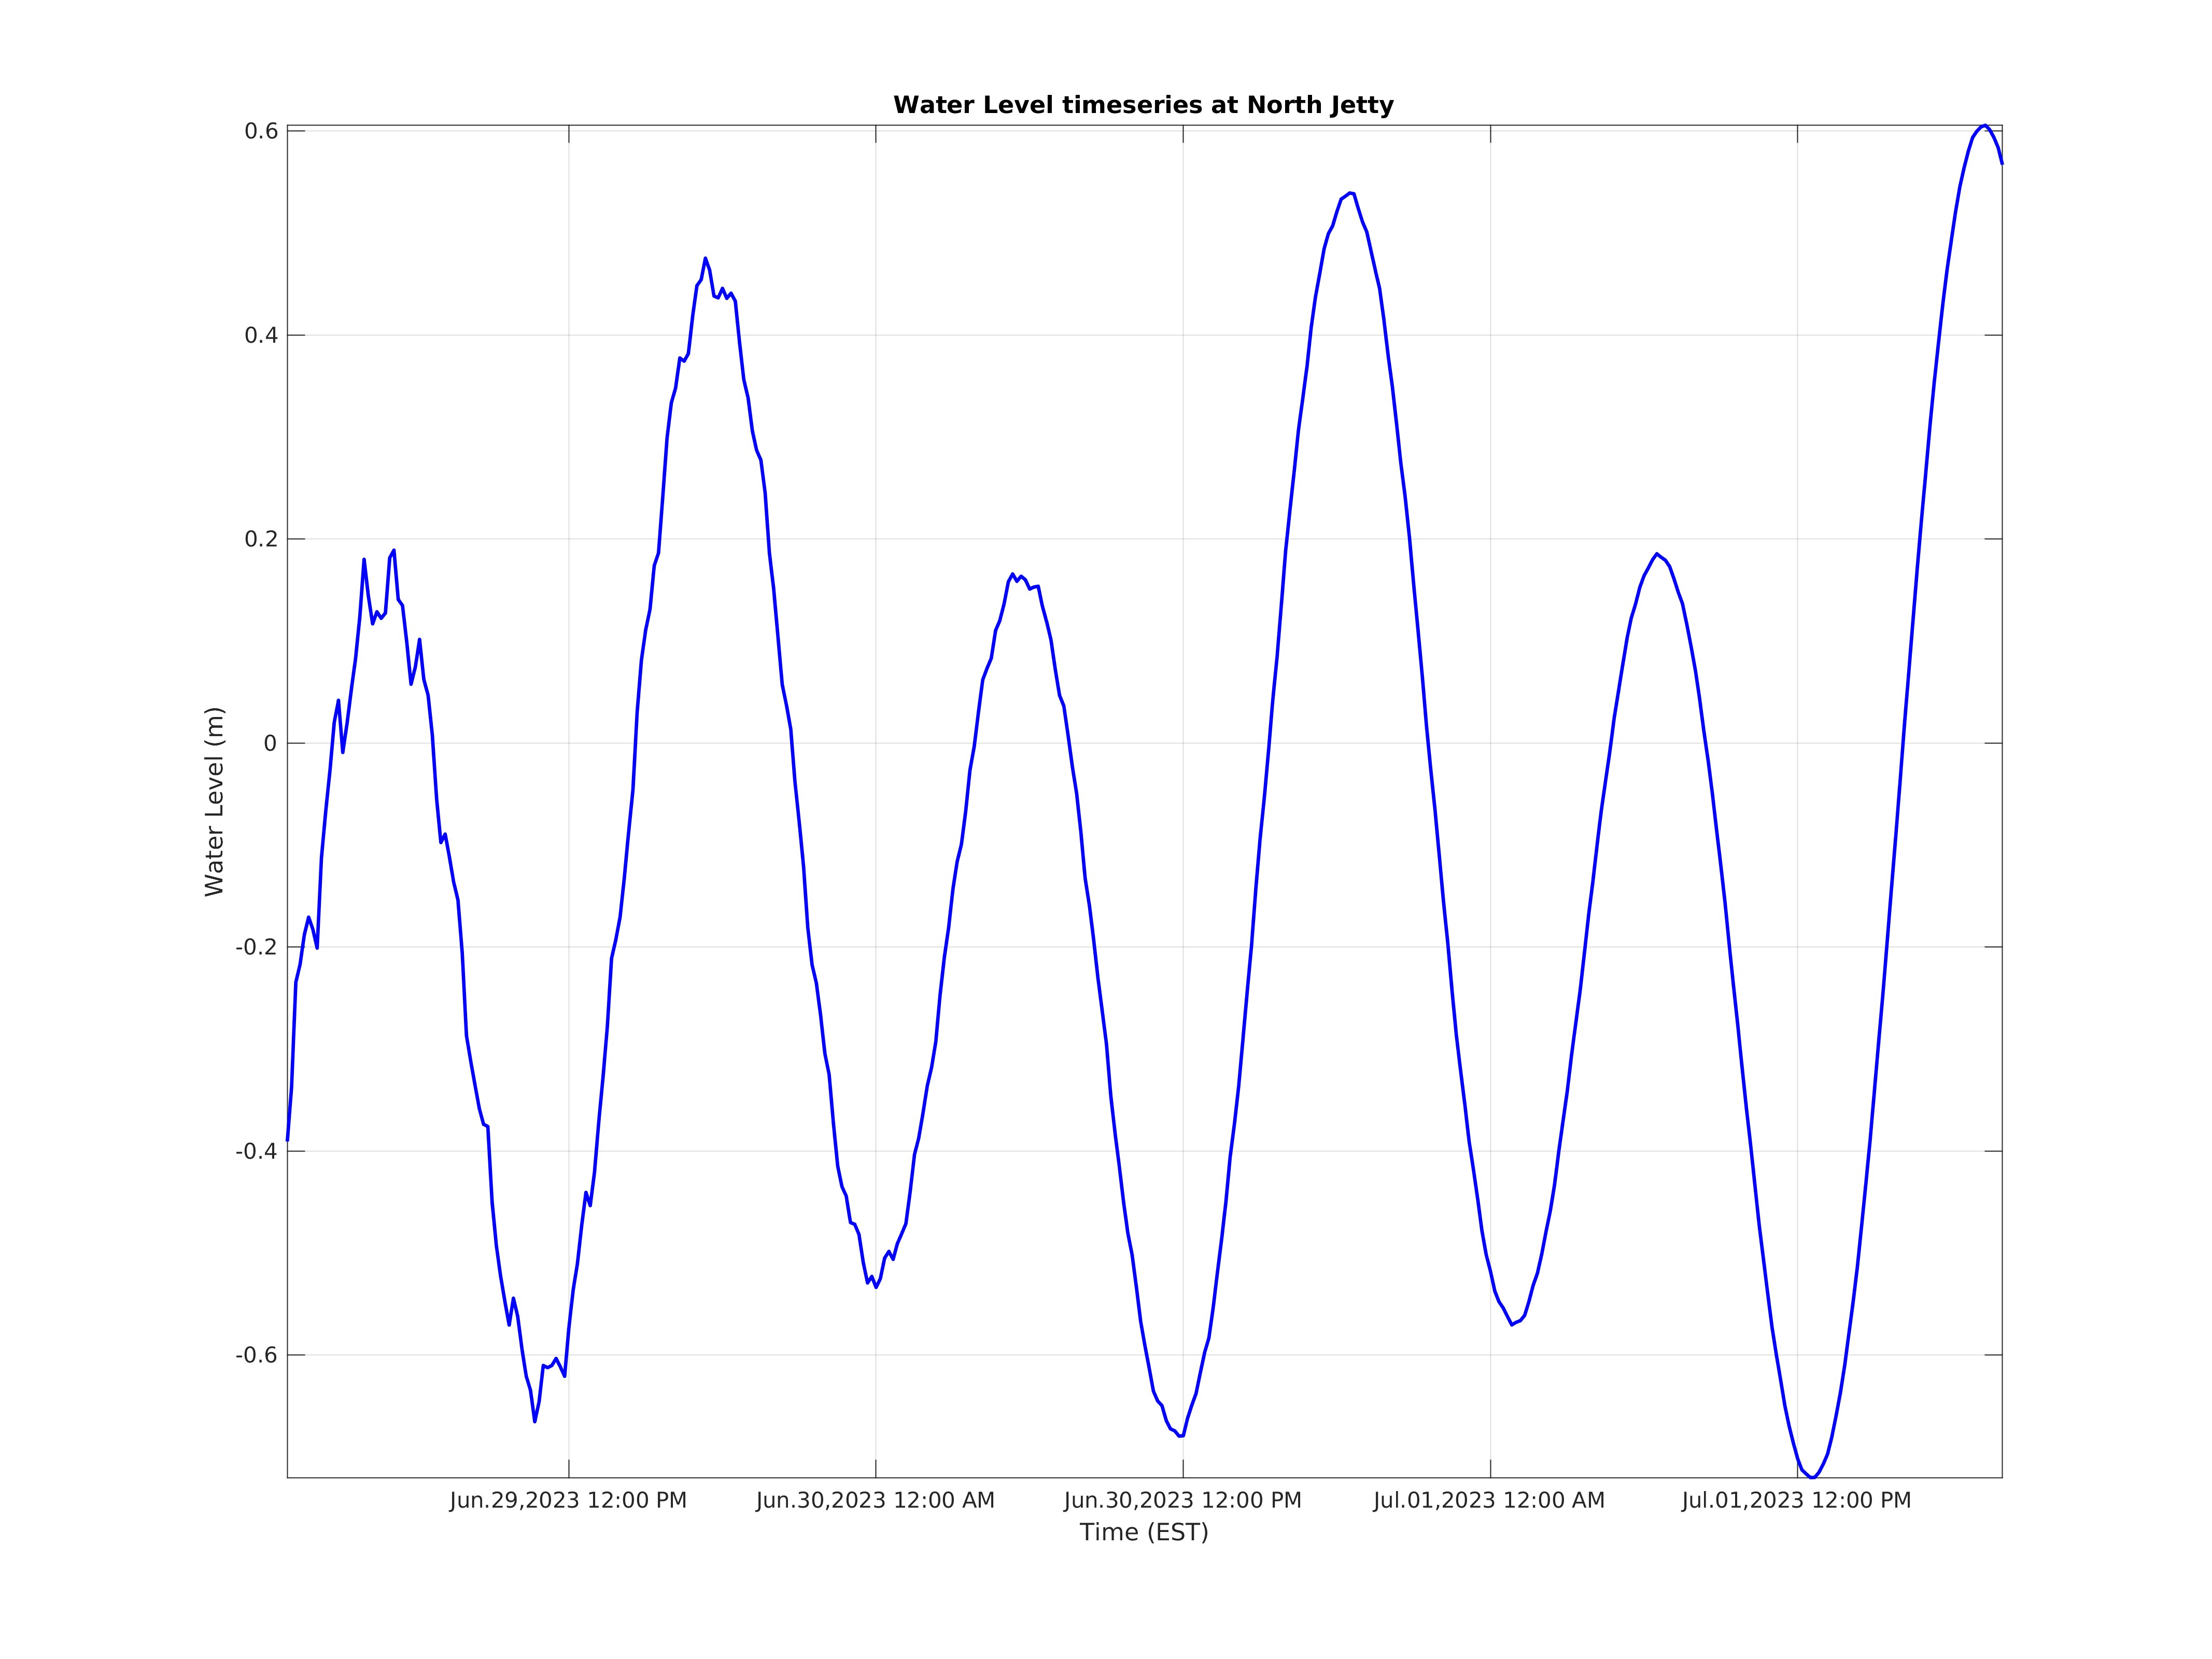 Water Level timeseries at North Jetty
0.6
0.4
0.2
0
-0.2
-0.4
-0.6
Water Level (m)
Jun.29,2023 12:00 PM
Jun.30,2023 12:00 AM
Jun.30,2023 12:00 PM
Jul.01,2023 12:00 AM
Jul.01,2023 12:00 PM
Time (EST)